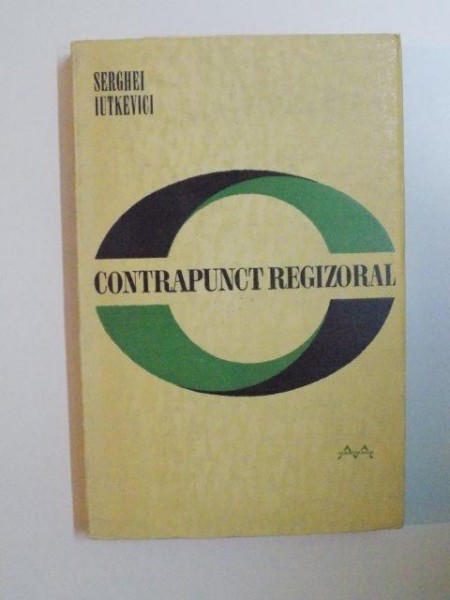 SERGHEI
IUTKEVICI
CONTRAPUNCT REGIZORAL